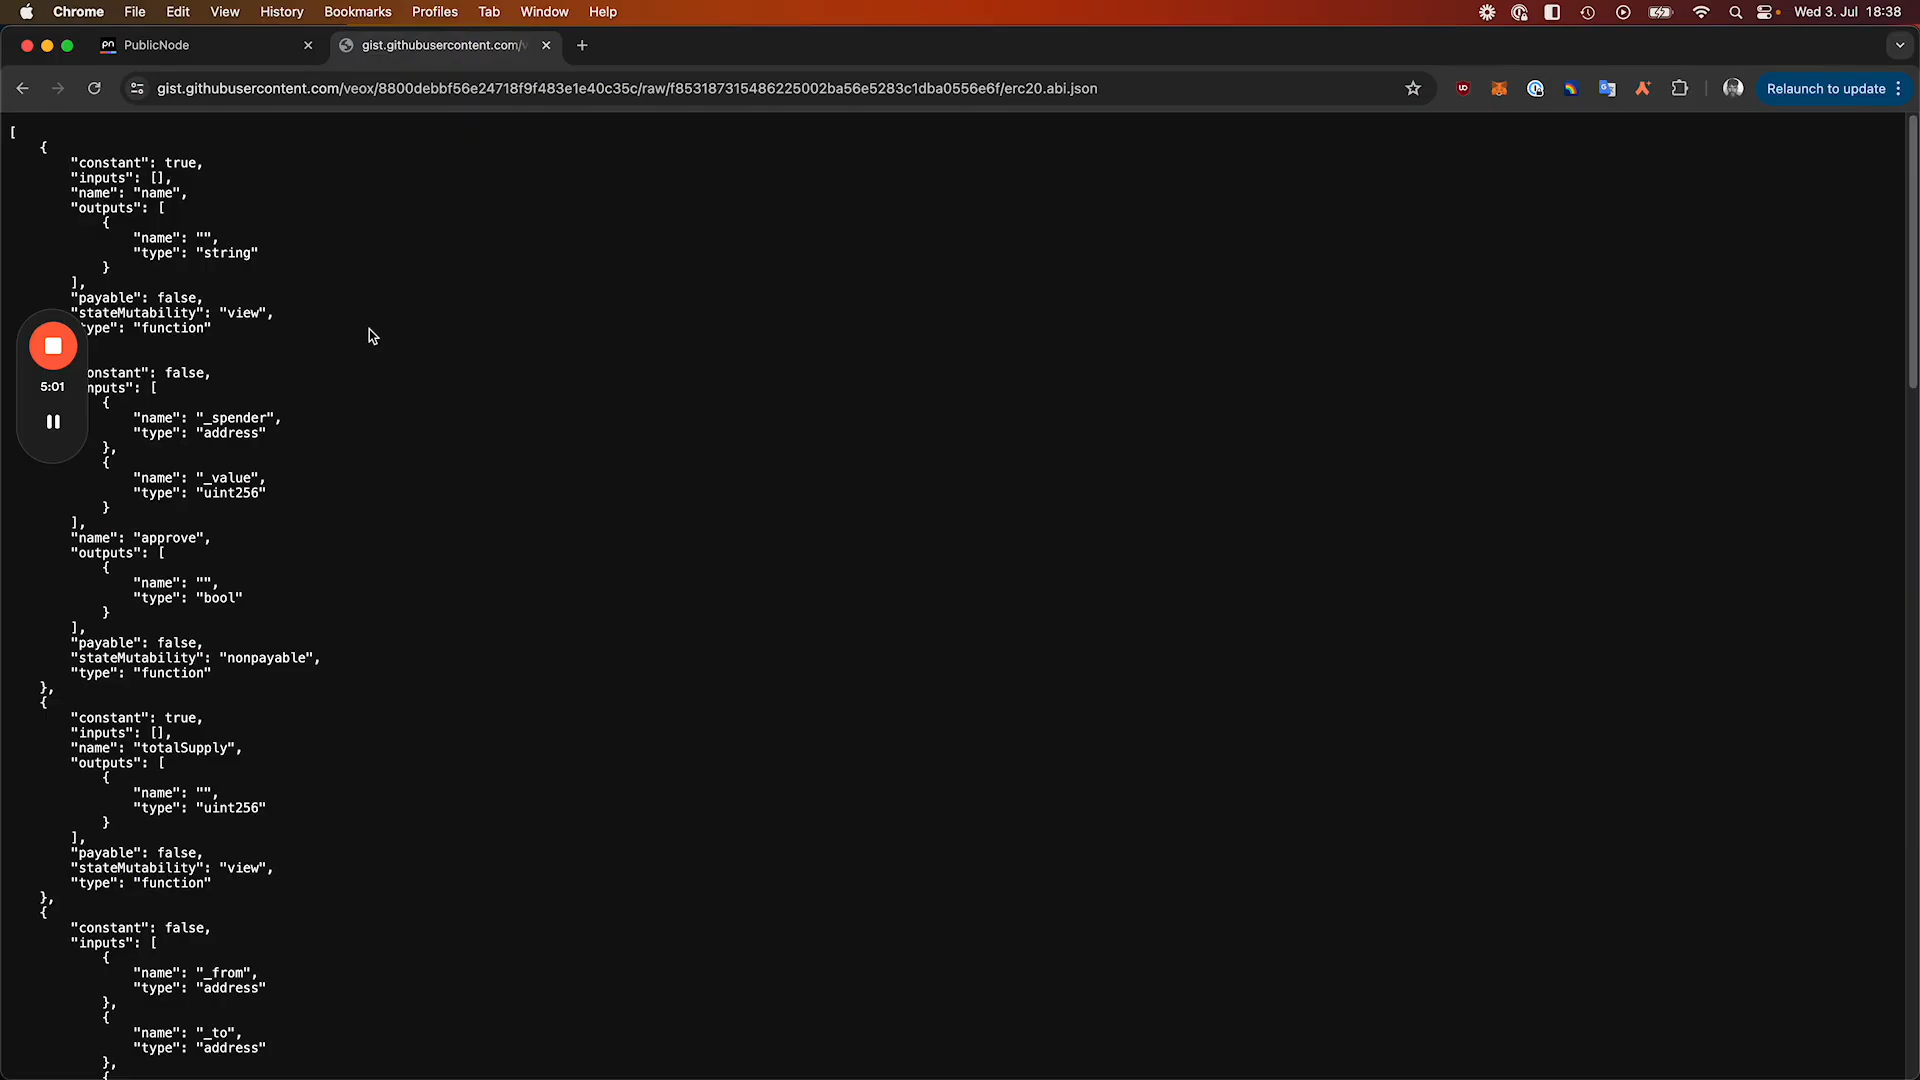 Chrome File Edit View History Bookmarks Profiles Tab Window Help Wed 3. Jul 18:38
PublicNode gist.githubusercontent.com/v
gist.githubusercontent.com/veox/8800debbf56e24718f9f483e1e40c35c/raw/f853187315486225002ba56e5283c1dba0556e6f/erc20.abi.json Relaunch to update
[
{
"constant": true,
"inputs": [],
"name": "name",
"outputs": [
{
"name": "",
"type": "string"
}
],
"payable": false,
"stateMutability": "view",
type": "function"
onstant": false,
5:01
nputs": [
{
"name": "_spender",
"type": "address"
},
{
"name": "_value",
"type": "uint256"
}
],
"name": "approve",
"outputs": [
{
"name": "",
"type": "bool"
}
],
"payable": false,
"stateMutability": "nonpayable",
"type": "function"
},
{
"constant": true,
"inputs": [],
"name": "totalSupply",
"outputs": [
{
"name": "",
"type": "uint256"
}
],
"payable": false,
"stateMutability": "view",
"type": "function"
},
{
"constant": false,
"inputs": [
{
"name": "_from",
"type": "address"
},
{
"name": "_to",
"type": "address"
},
{